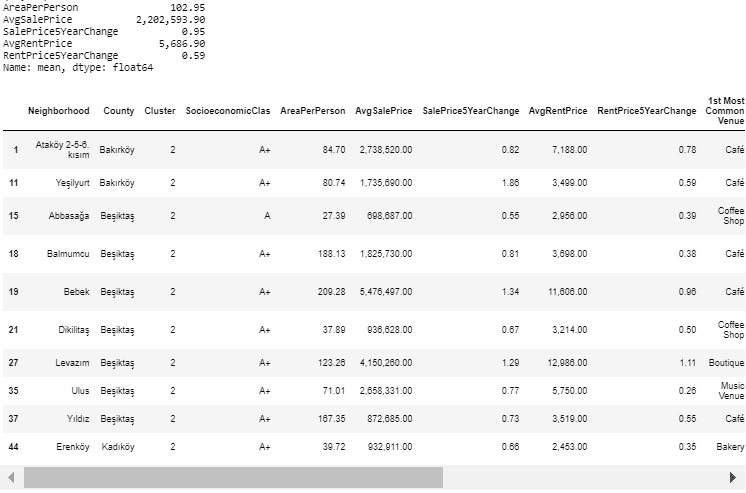 AreaPerPerson 102.95
AvgSalePrice 2,202,593.90
SalePrice5YearChange 0.95
AvgRentPrice 5,686.90
RentPrice5YearChange 0.59
Name: mean, dtype: float64
Neighborhood County Cluster SocioeconomicClas AreaPerPerson AvgSalePrice SalePrice5YearChange AvgRentPrice RentPrice5YearChange 1st Most Common Venue
1 Ataköy 2-5-6. kısım Bakırköy 2 A+ 84.70 2,738,520.00 0.82 7,188.00 0.78 Café
11 Yeşilyurt Bakırköy 2 A+ 80.74 1,735,690.00 1.86 3,499.00 0.59 Café
15 Abbasağa Beşiktaş 2 A 27.39 698,687.00 0.55 2,956.00 0.39 Coffee Shop
18 Balmumcu Beşiktaş 2 A+ 188.13 1,825,730.00 0.81 3,698.00 0.38 Café
19 Bebek Beşiktaş 2 A+ 209.28 5,476,497.00 1.34 11,606.00 0.96 Café
21 Dikilitaş Beşiktaş 2 A+ 37.89 936,628.00 0.67 3,214.00 0.50 Coffee Shop
27 Levazım Beşiktaş 2 A+ 123.26 4,150,260.00 1.29 12,986.00 1.11 Boutique
35 Ulus Beşiktaş 2 A+ 71.01 2,658,331.00 0.77 5,750.00 0.26 Music Venue
37 Yıldız Beşiktaş 2 A+ 167.35 872,685.00 0.73 3,519.00 0.55 Café
44 Erenköy Kadıköy 2 A+ 39.72 932,911.00 0.66 2,453.00 0.35 Bakery